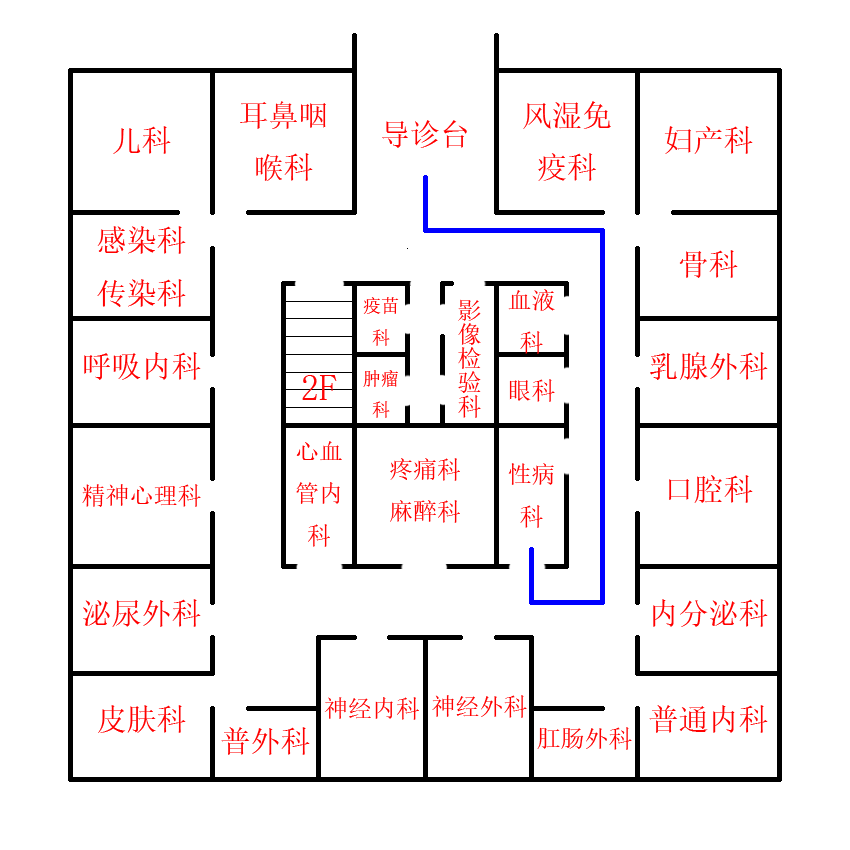 儿科
耳鼻咽
喉科
导诊台
风湿免
疫科
妇产科
感染科
传染科
骨科
疫苗
科
影像检验科
血液
科
呼吸内科
2F
肿瘤
科
眼科
乳腺外科
心血
管内
科
疼痛科
麻醉科
性病
科
精神心理科
口腔科
泌尿外科
内分泌科
皮肤科
普外科
神经内科
神经外科
肛肠外科
普通内科